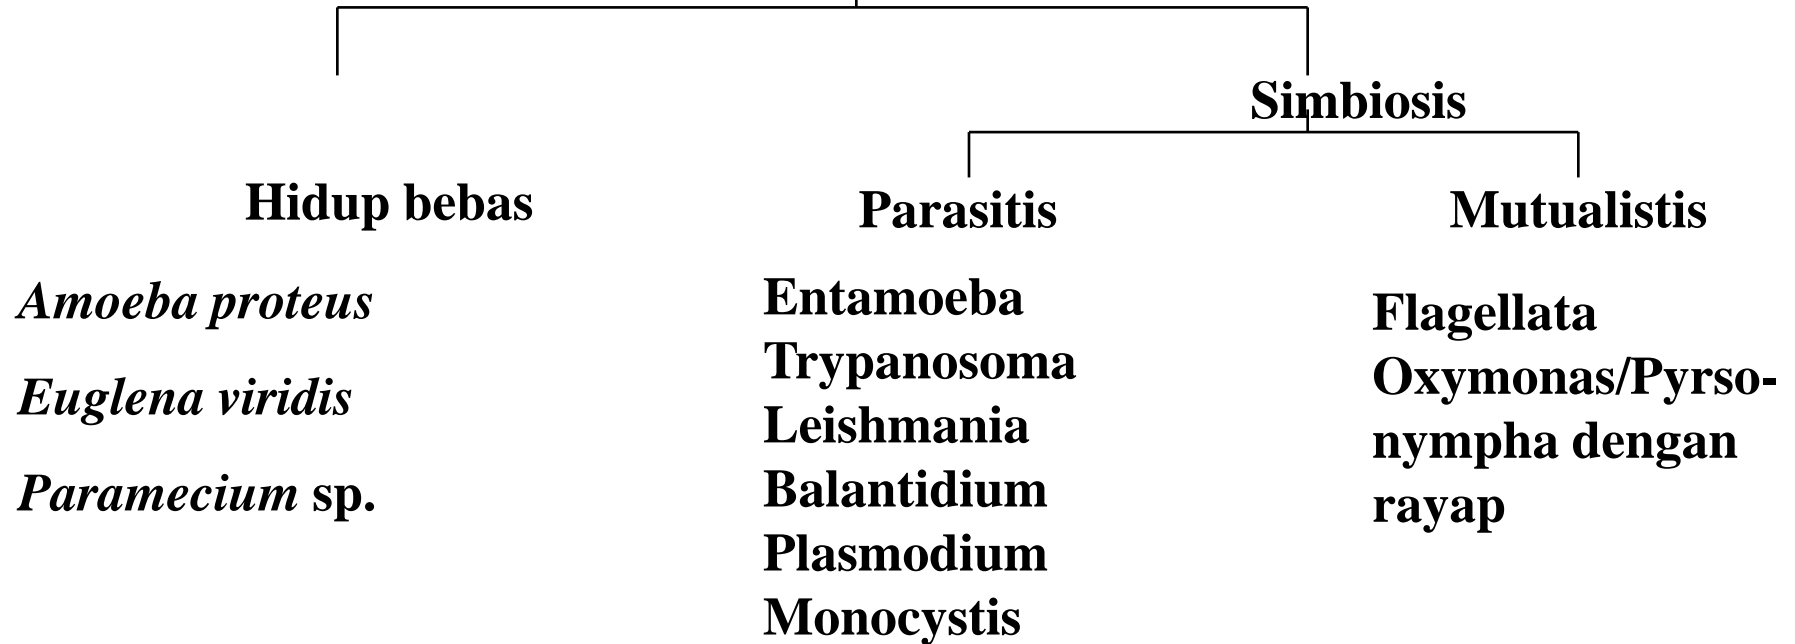 Simbiosis
Hidup bebas
Amoeba proteus
Euglena viridis
Paramecium sp.
Parasitis
Entamoeba
Trypanosoma
Leishmania
Balantidium
Plasmodium
Monocystis
Mutualistis
Flagellata
Oxymonas/Pyrso-
nympha dengan
rayap